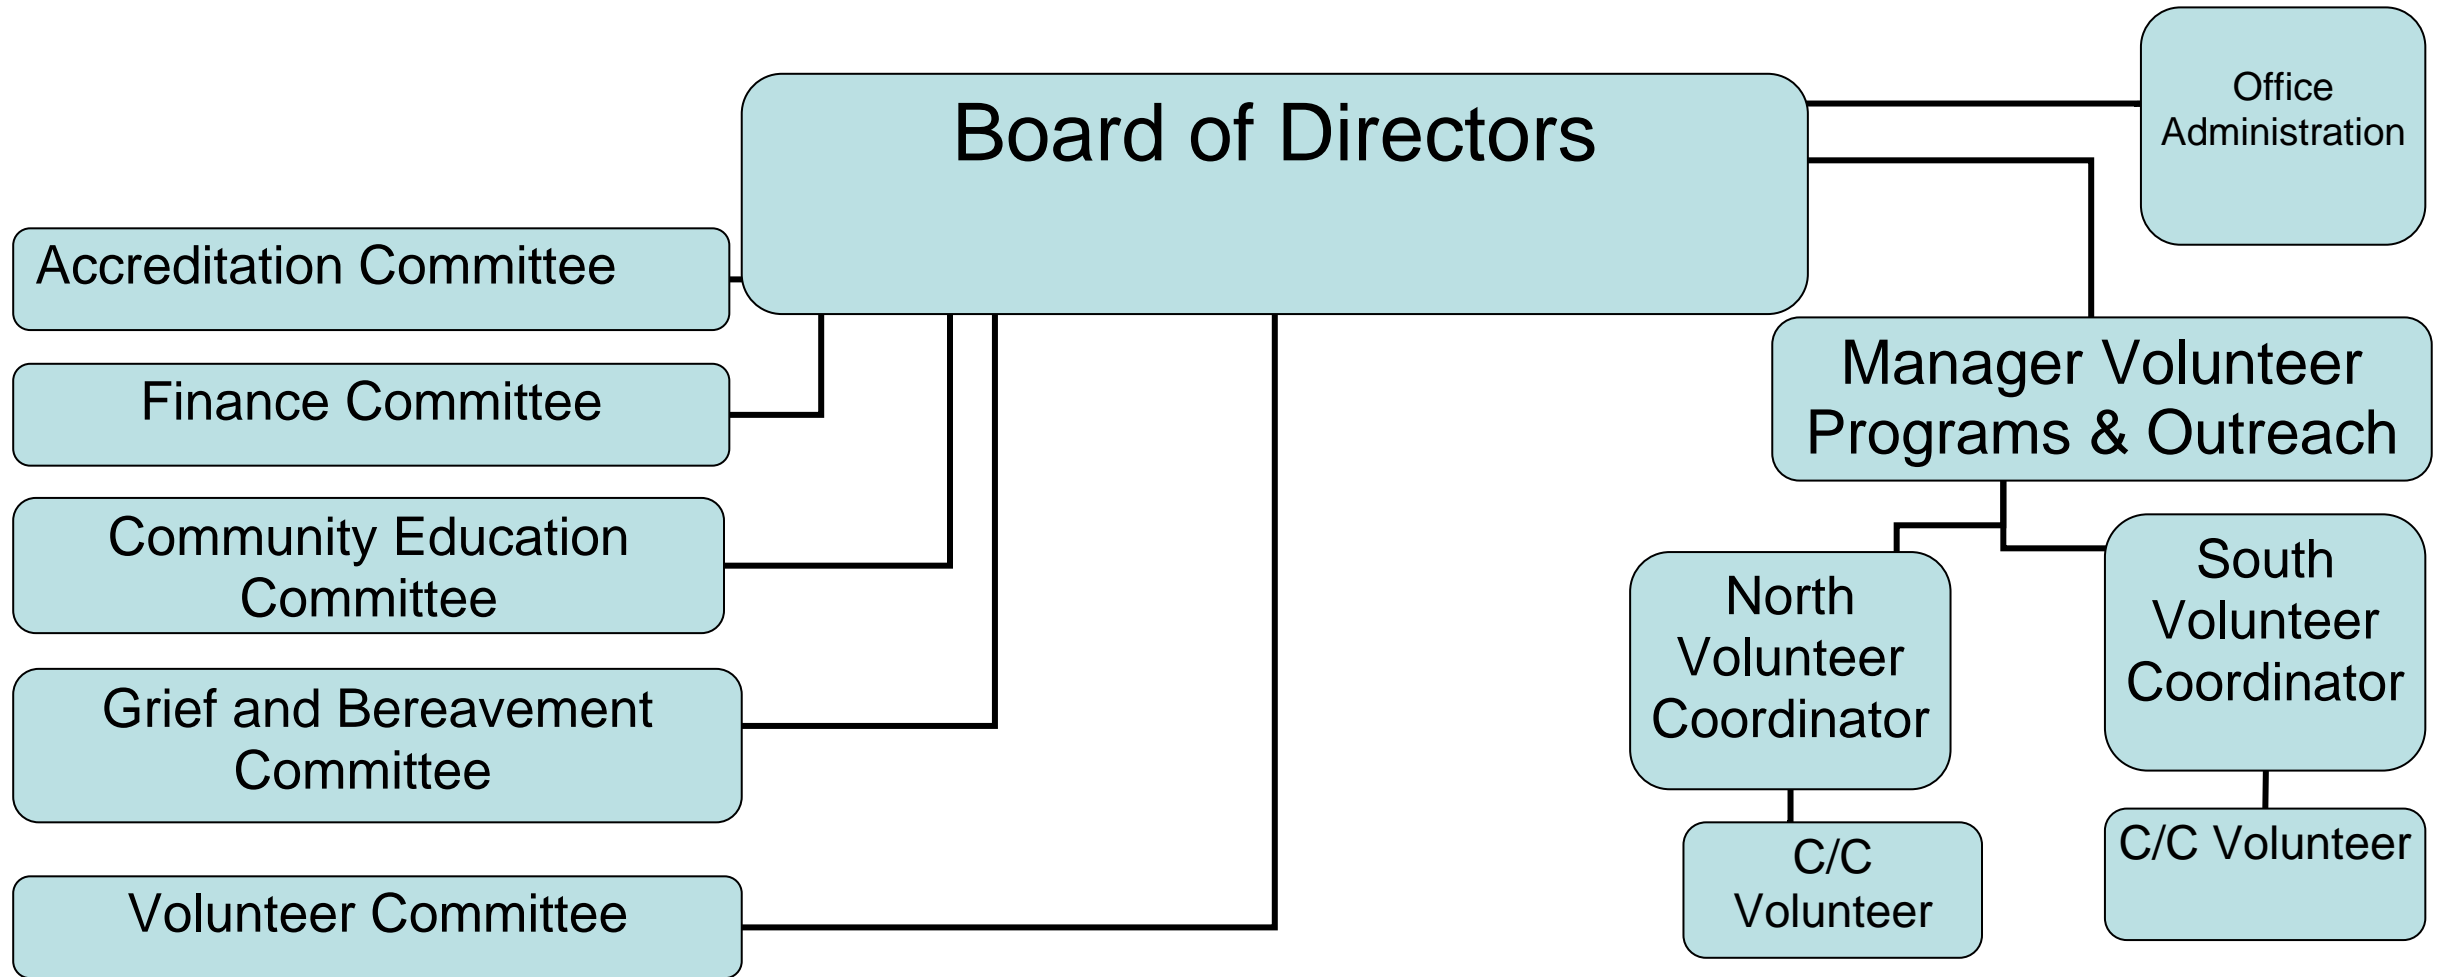 Board of Directors
Office
Administration
Accreditation Committee
Finance Committee
Community Education
Committee
Grief and Bereavement
Committee
Volunteer Committee
Manager Volunteer
Programs & Outreach
North
Volunteer
Coordinator
C/C
Volunteer
South
Volunteer
Coordinator
C/C Volunteer